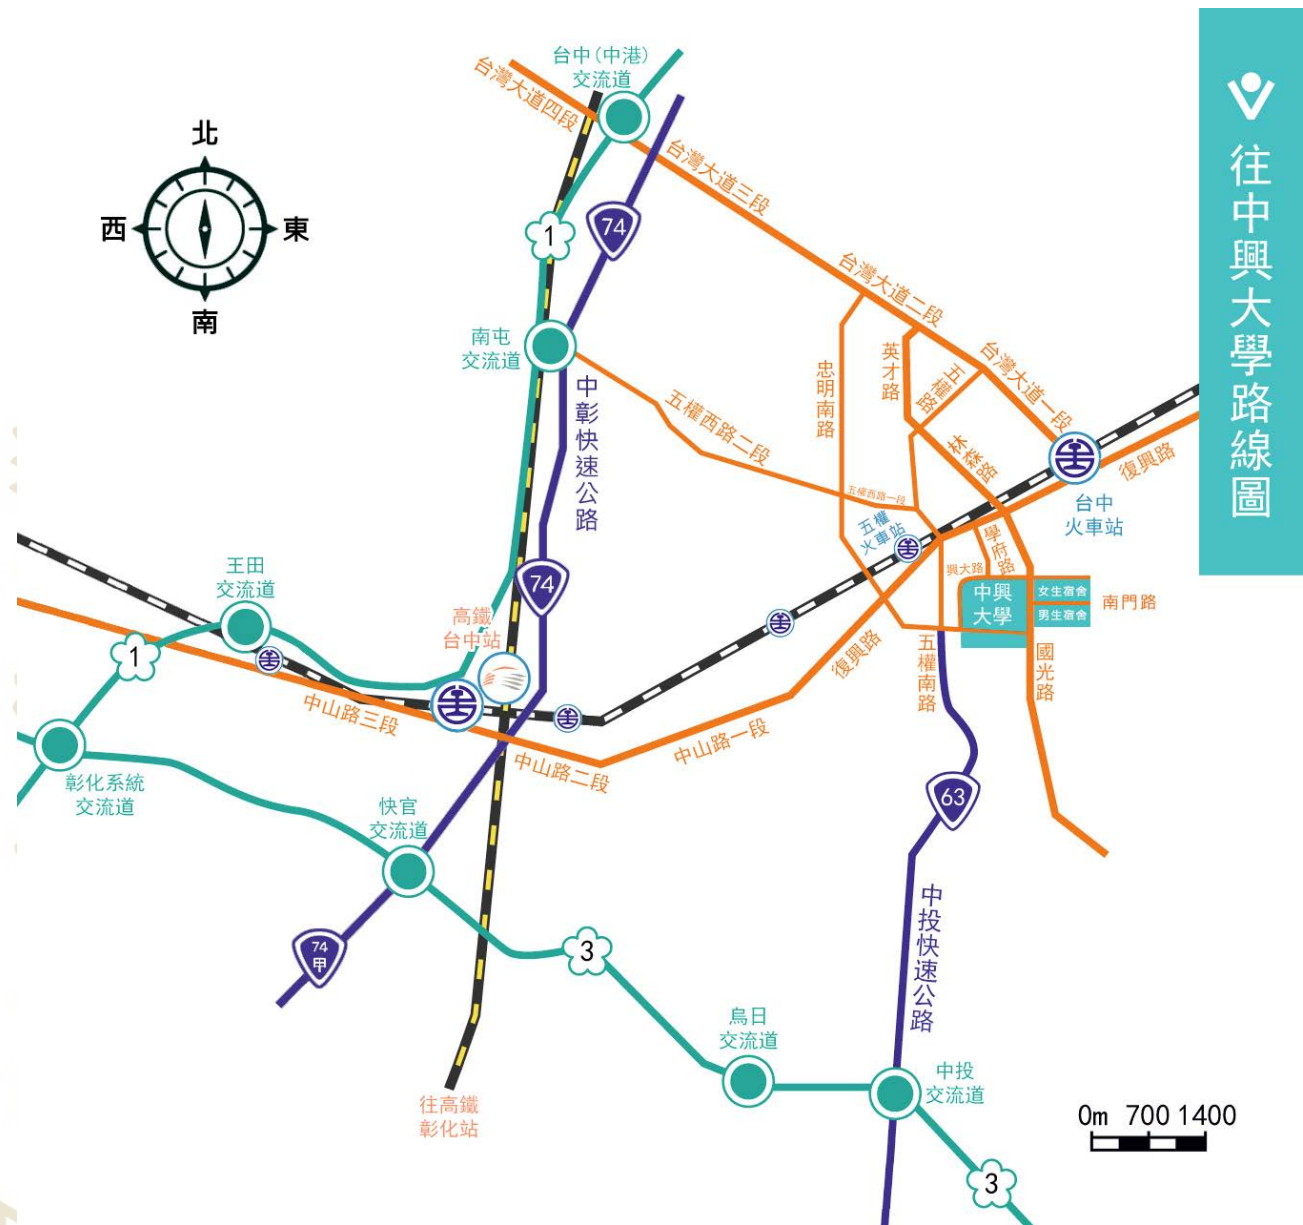 往中興大學路線圖
台中(中港)
交流道
台灣大道四段
台灣大道三段
北
西
東
南
1
74
台灣大道二段
南屯
交流道
英才路
五權路
台灣大道一段
忠明南路
中彰快速公路
五權西路二段
林森路
復興路
五權西路一段
台中
火車站
五權
火車站
學府路
王田
交流道
74
興大路
中興
大學
女生宿舍
男生宿舍
南門路
高鐵
台中站
1
復興路
五權南路
國光路
中山路三段
中山路一段
中山路二段
彰化系統
交流道
快官
交流道
63
74
甲
3
中投快速公路
烏日
交流道
中投
交流道
往高鐵
彰化站
0m 700 1400
3